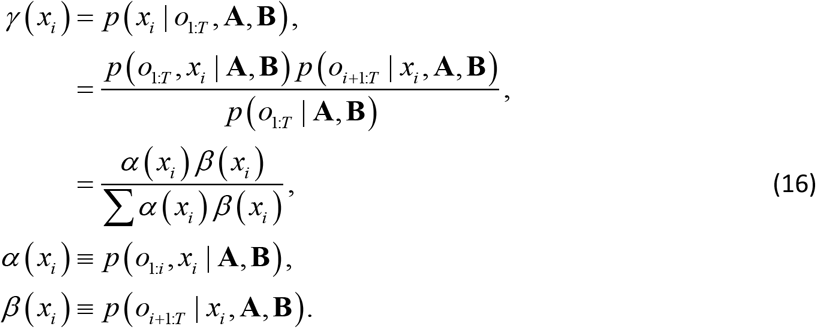 γ(x_i) = p(x_i | o_{1:T}, A, B),
= p(o_{1:T}, x_i | A, B) p(o_{i+1:T} | x_i, A, B) / p(o_{1:T} | A, B),
= α(x_i) β(x_i) / ∑ α(x_i) β(x_i), (16)
α(x_i) ≡ p(o_{1:i}, x_i | A, B),
β(x_i) ≡ p(o_{i+1:T} | x_i, A, B).